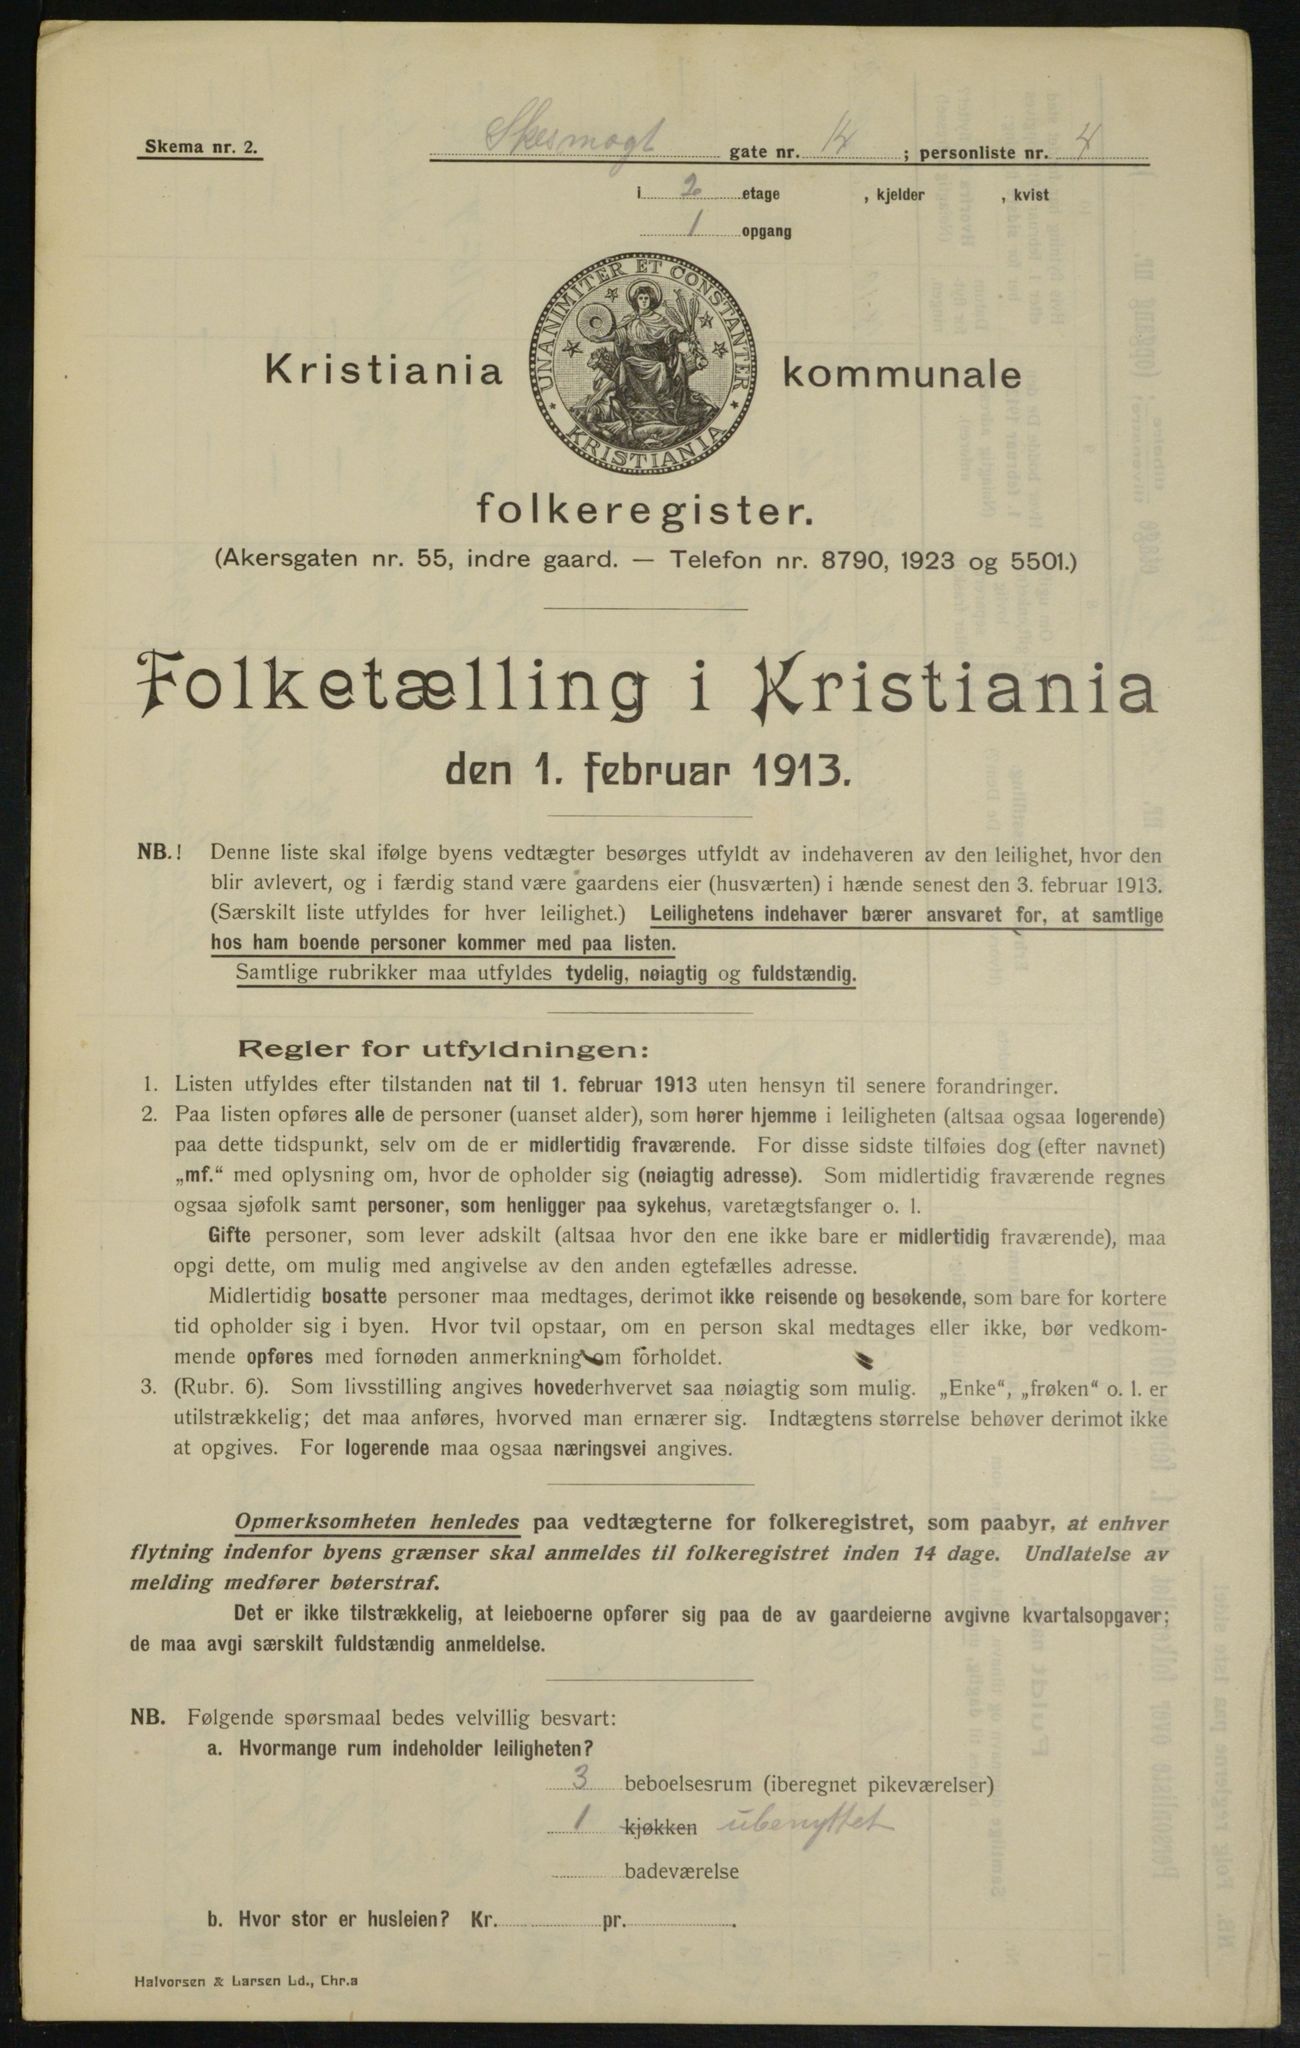 Skema nr. 2.
Skesmogt gate nr. 12 ; personliste nr. 4
i 2 etage , kjelder , kvist
1 opgang
UNANIMITER ET CONSTANTER
KRISTIANIA
Kristiania kommunale
folkeregister.
(Akersgaten nr. 55, indre gaard. — Telefon nr. 8790, 1923 og 5501.)
Folketælling i Kristiania
den 1. februar 1913.
NB.! Denne liste skal ifølge byens vedtægter besørges utfyldt av indehaveren av den leilighet, hvor den
blir avlevert, og i færdig stand være gaardens eier (husværten) i hænde senest den 3. februar 1913.
(Særskilt liste utfyldes for hver leilighet.) Leilighetens indehaver bærer ansvaret for, at samtlige
hos ham boende personer kommer med paa listen.
Samtlige rubrikker maa utfyldes tydelig, nøiagtig og fuldstændig.
Regler for utfyldningen:
1. Listen utfyldes efter tilstanden nat til 1. februar 1913 uten hensyn til senere forandringer.
2. Paa listen opføres alle de personer (uanset alder), som hører hjemme i leiligheten (altsaa ogsaa logerende)
paa dette tidspunkt, selv om de er midlertidig fraværende. For disse sidste tilføies dog (efter navnet)
„mf.“ med oplysning om, hvor de opholder sig (nøiagtig adresse). Som midlertidig fraværende regnes
ogsaa sjøfolk samt personer, som henligger paa sykehus, varetægtsfanger o. l.
Gifte personer, som lever adskilt (altsaa hvor den ene ikke bare er midlertidig fraværende), maa
opgi dette, om mulig med angivelse av den anden egtefælles adresse.
Midlertidig bosatte personer maa medtages, derimot ikke reisende og besøkende, som bare for kortere
tid opholder sig i byen. Hvor tvil opstaar, om en person skal medtages eller ikke, bør vedkom-
mende opføres med fornøden anmerkning om forholdet.
3. (Rubr. 6). Som livsstilling angives hovederhvervet saa nøiagtig som mulig. „Enke“, „frøken“ o. l. er
utilstrækkelig; det maa anføres, hvorved man ernærer sig. Indtægtens størrelse behøver derimot ikke
at opgives. For logerende maa ogsaa næringsvei angives.
Opmerksomheten henledes paa vedtægterne for folkeregistret, som paabyr, at enhver
flytning indenfor byens grænser skal anmeldes til folkeregistret inden 14 dage. Undlatelse av
melding medfører bøterstraf.
Det er ikke tilstrækkelig, at leieboerne opfører sig paa de av gaardeierne avgivne kvartalsopgaver;
de maa avgi særskilt fuldstændig anmeldelse.
NB. Følgende spørsmaal bedes velvillig besvart:
a. Hvormange rum indeholder leiligheten?
3 beboelsesrum (iberegnet pikeværelser)
1 kjøkken ubenyttet
badeværelse
b. Hvor stor er husleien? Kr. pr. .
Halvorsen & Larsen Ld., Chr.a